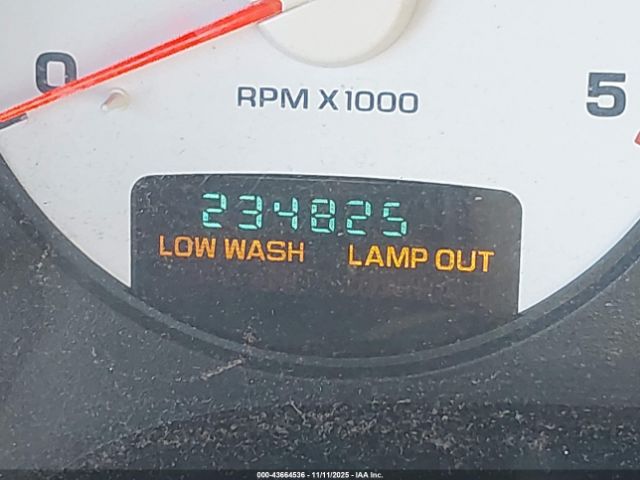 0
5
RPM X1000
234825
LOW WASH LAMP OUT
000-43664536 - 11/11/2025 - IAA Inc.